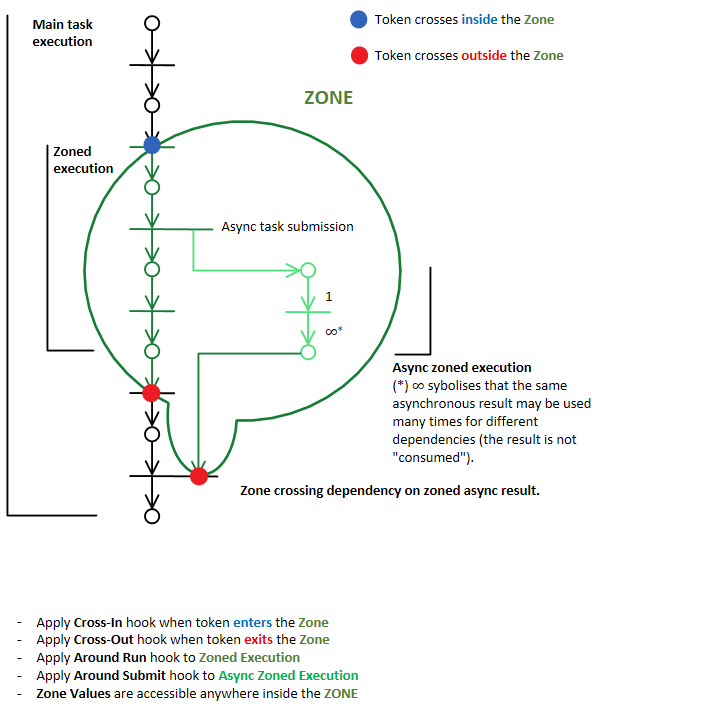 Main task
execution
Token crosses inside the Zone
Token crosses outside the Zone
ZONE
Zoned
execution
Async task submission
1
∞*
Async zoned execution
(*) ∞ sybolises that the same
asynchronous result may be used
many times for different
dependencies (the result is not
"consumed").
Zone crossing dependency on zoned async result.
- Apply Cross-In hook when token enters the Zone
- Apply Cross-Out hook when token exits the Zone
- Apply Around Run hook to Zoned Execution
- Apply Around Submit hook to Async Zoned Execution
- Zone Values are accessible anywhere inside the ZONE